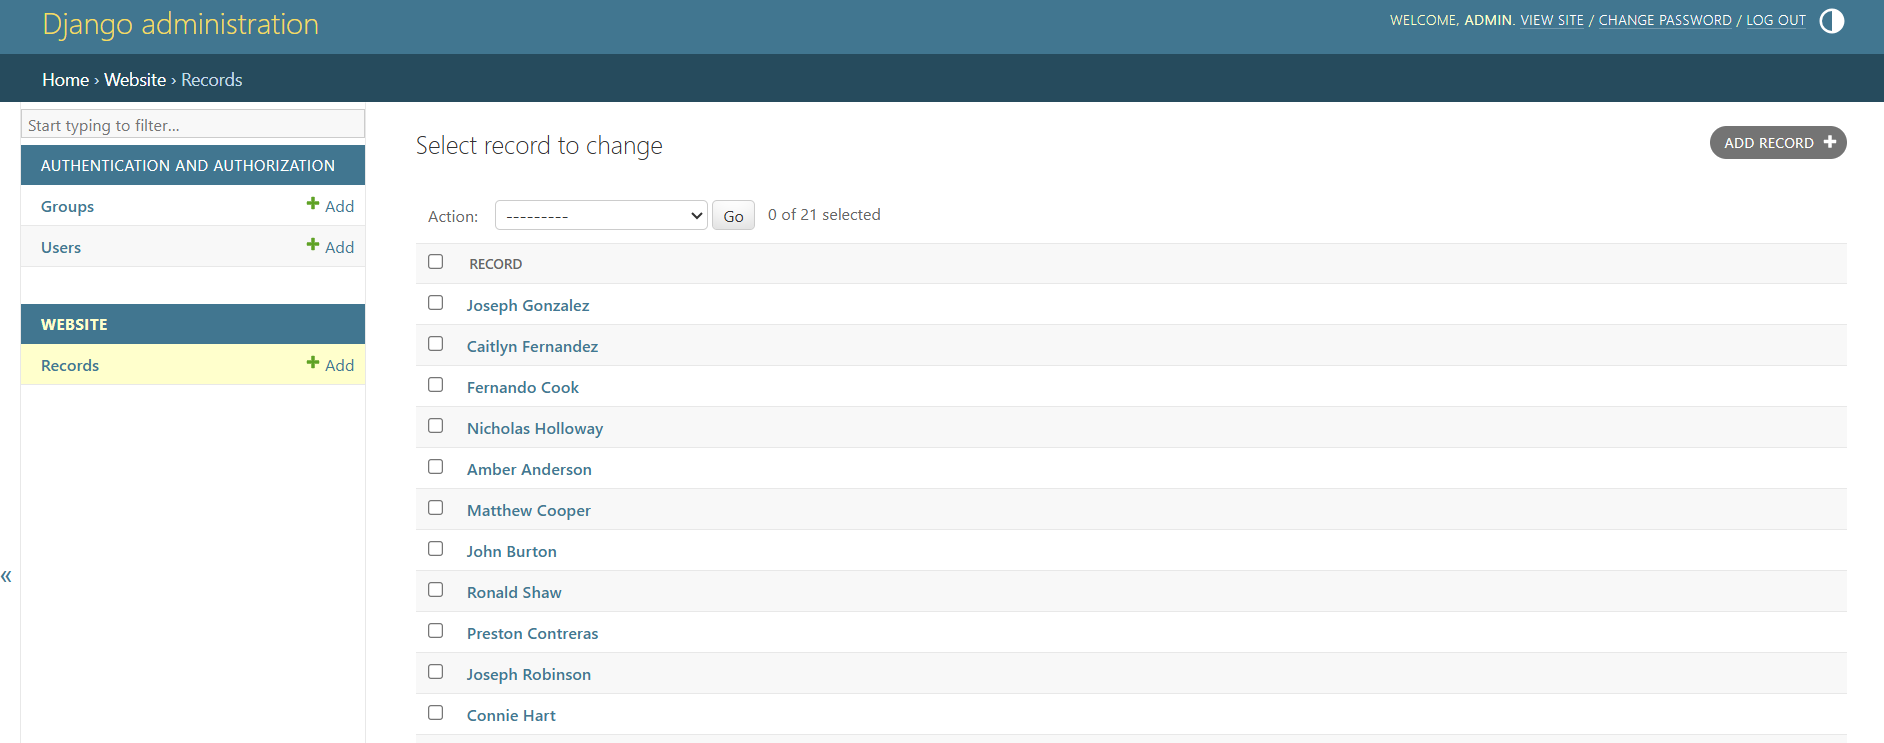 Django administration
WELCOME, ADMIN. VIEW SITE / CHANGE PASSWORD / LOG OUT
Home › Website › Records
Start typing to filter...
AUTHENTICATION AND AUTHORIZATION
Groups + Add
Users + Add
WEBSITE
Records + Add
«
Select record to change
ADD RECORD +
Action: --------- Go 0 of 21 selected
RECORD
Joseph Gonzalez
Caitlyn Fernandez
Fernando Cook
Nicholas Holloway
Amber Anderson
Matthew Cooper
John Burton
Ronald Shaw
Preston Contreras
Joseph Robinson
Connie Hart